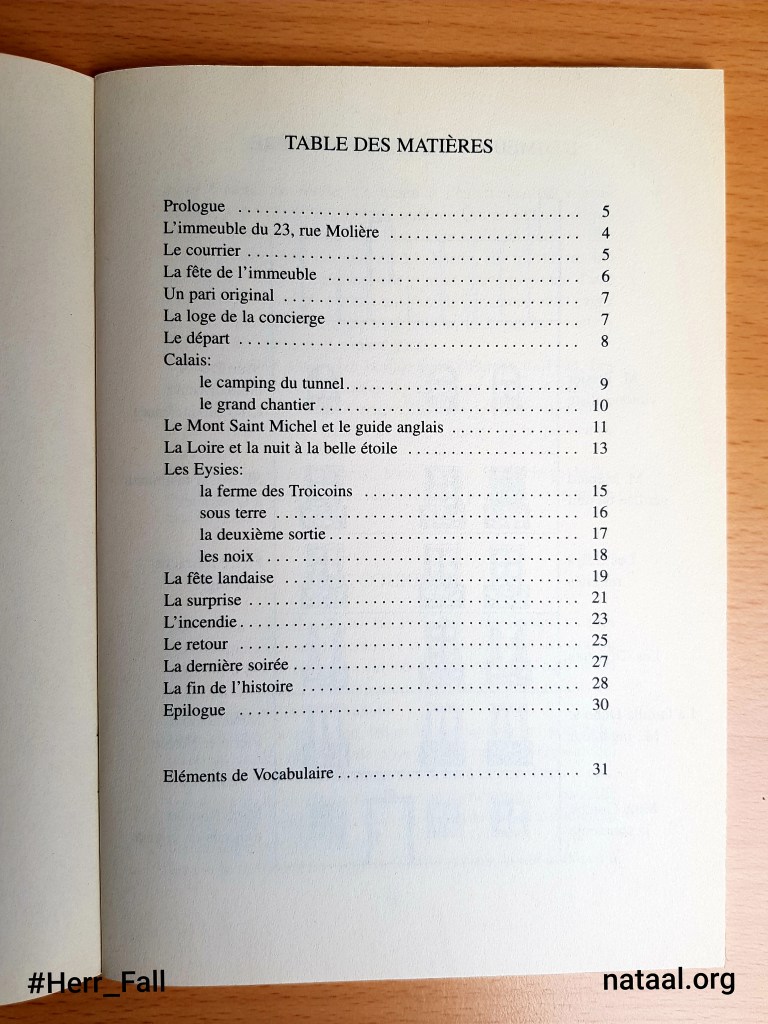 TABLE DES MATIÈRES
Prologue . . . . . . . . . . . . . . . . . . . . . . . . . . . . . . . . . . . . . . . 5
L'immeuble du 23, rue Molière . . . . . . . . . . . . . . . . . . . . . . 4
Le courrier . . . . . . . . . . . . . . . . . . . . . . . . . . . . . . . . . . . . . . 5
La fête de l'immeuble . . . . . . . . . . . . . . . . . . . . . . . . . . . . . 6
Un pari original . . . . . . . . . . . . . . . . . . . . . . . . . . . . . . . . . . 7
La loge de la concierge . . . . . . . . . . . . . . . . . . . . . . . . . . . . 7
Le départ . . . . . . . . . . . . . . . . . . . . . . . . . . . . . . . . . . . . . . . 8
Calais:
le camping du tunnel . . . . . . . . . . . . . . . . . . . . . . . . . . . 9
le grand chantier . . . . . . . . . . . . . . . . . . . . . . . . . . . . . . 10
Le Mont Saint Michel et le guide anglais . . . . . . . . . . . . . . . 11
La Loire et la nuit à la belle étoile . . . . . . . . . . . . . . . . . . . . 13
Les Eysies:
la ferme des Troicoins . . . . . . . . . . . . . . . . . . . . . . . . . 15
sous terre . . . . . . . . . . . . . . . . . . . . . . . . . . . . . . . . . . . 16
la deuxième sortie . . . . . . . . . . . . . . . . . . . . . . . . . . . . . 17
les noix . . . . . . . . . . . . . . . . . . . . . . . . . . . . . . . . . . . . . 18
La fête landaise . . . . . . . . . . . . . . . . . . . . . . . . . . . . . . . . . . 19
La surprise . . . . . . . . . . . . . . . . . . . . . . . . . . . . . . . . . . . . . . 21
L'incendie . . . . . . . . . . . . . . . . . . . . . . . . . . . . . . . . . . . . . . . 23
Le retour . . . . . . . . . . . . . . . . . . . . . . . . . . . . . . . . . . . . . . . 25
La dernière soirée . . . . . . . . . . . . . . . . . . . . . . . . . . . . . . . . . 27
La fin de l'histoire . . . . . . . . . . . . . . . . . . . . . . . . . . . . . . . . 28
Epilogue . . . . . . . . . . . . . . . . . . . . . . . . . . . . . . . . . . . . . . . 30
Eléments de Vocabulaire . . . . . . . . . . . . . . . . . . . . . . . . . . . . 31
#Herr_Fall
nataal.org